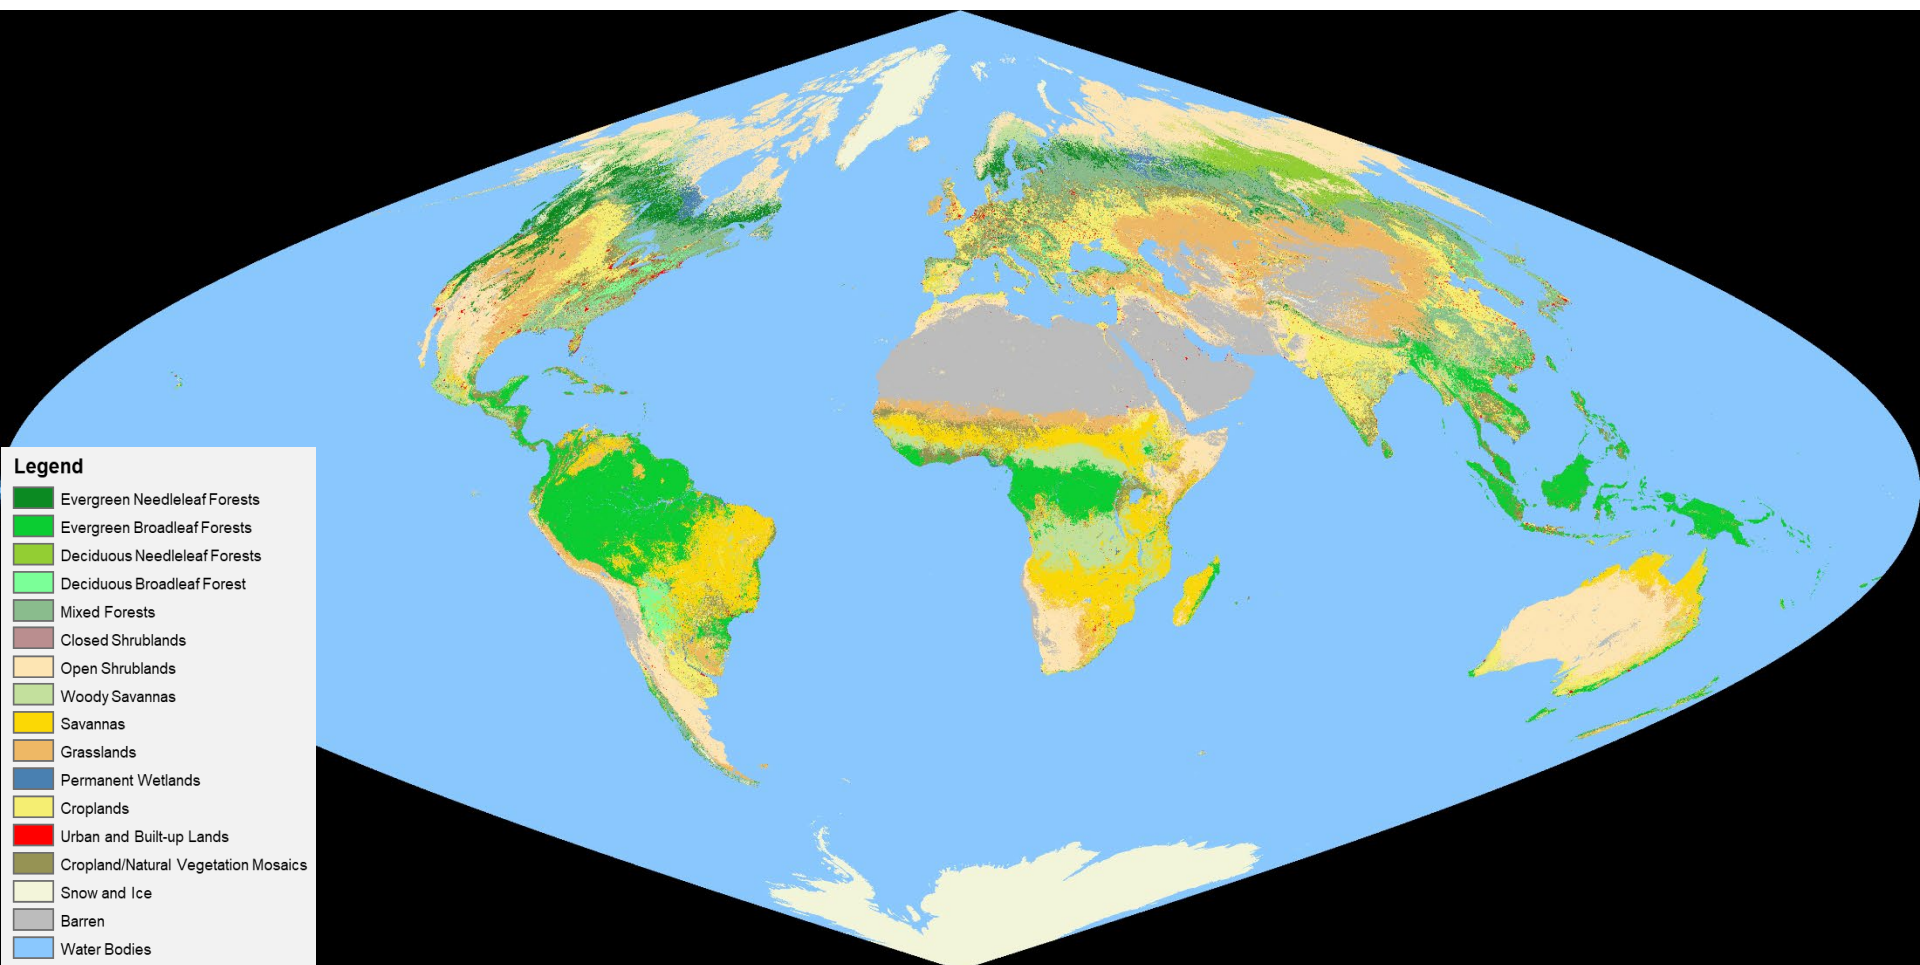 Legend
Evergreen Needleleaf Forests
Evergreen Broadleaf Forests
Deciduous Needleleaf Forests
Deciduous Broadleaf Forest
Mixed Forests
Closed Shrublands
Open Shrublands
Woody Savannas
Savannas
Grasslands
Permanent Wetlands
Croplands
Urban and Built-up Lands
Cropland/Natural Vegetation Mosaics
Snow and Ice
Barren
Water Bodies